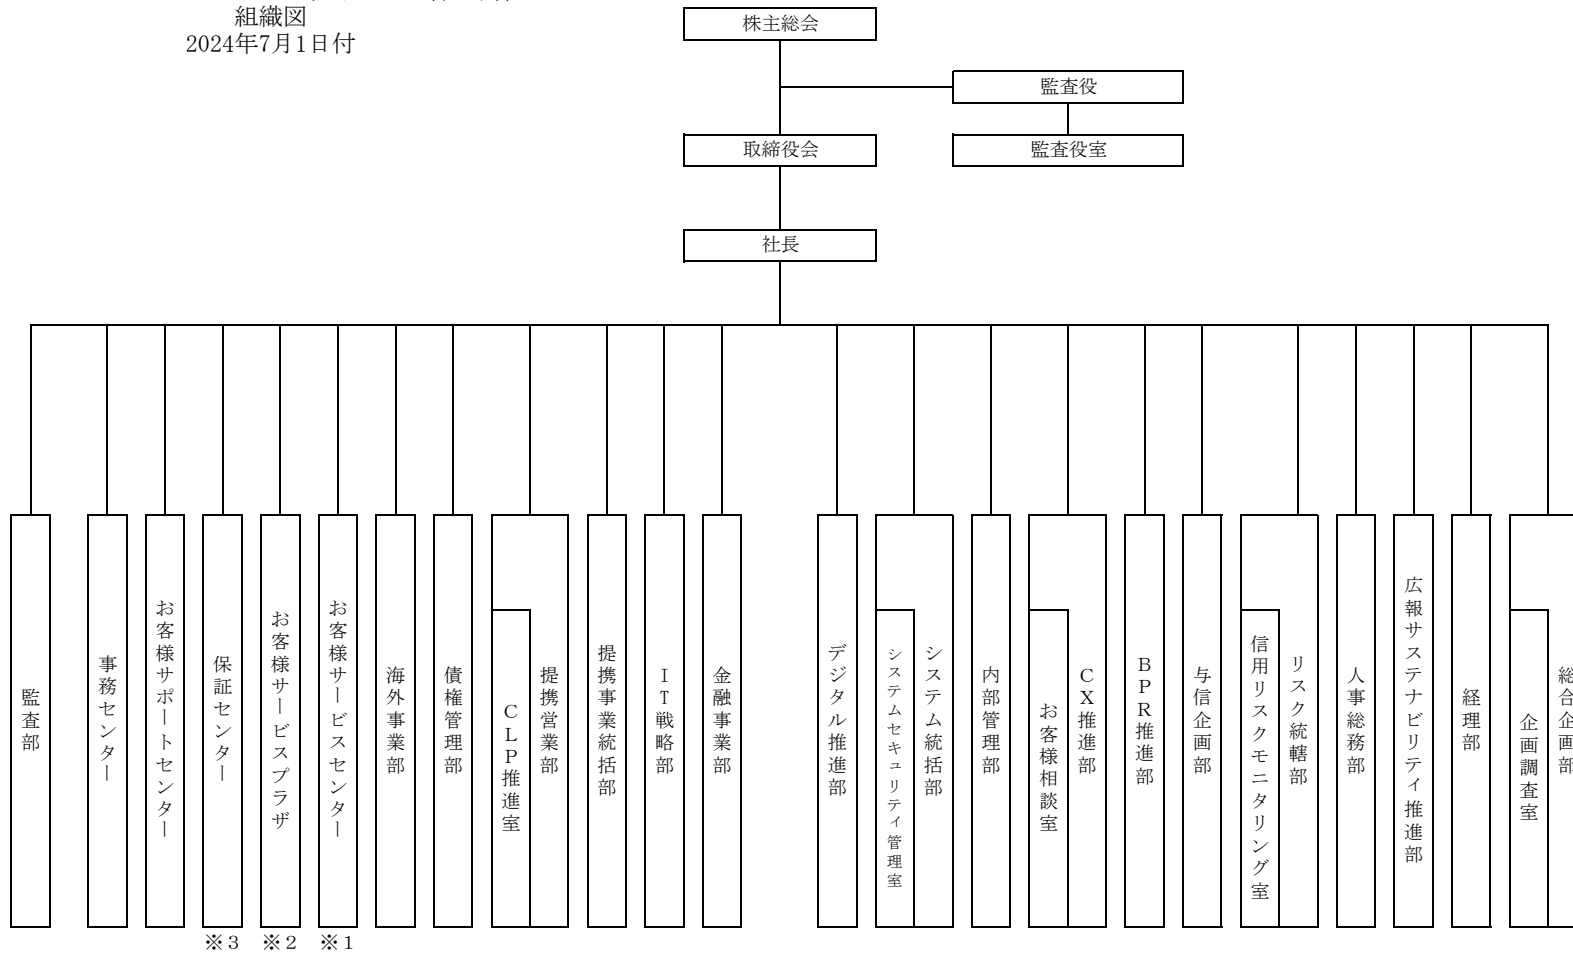 組織図
2024年7月1日付
株主総会
監査役
取締役会
監査役室
社長
総合企画部
企画調査室
経理部
広報サステナビリティ推進部
人事総務部
リスク統轄部
信用リスクモニタリング室
与信企画部
BPR推進部
CX推進部
お客様相談室
内部管理部
システム統括部
システムセキュリティ管理室
デジタル推進部
金融事業部
IT戦略部
提携事業統括部
提携営業部
CLP推進室
債権管理部
海外事業部
お客様サービスセンター
お客様サービスプラザ
保証センター
お客様サポートセンター
事務センター
監査部
※3 ※2 ※1